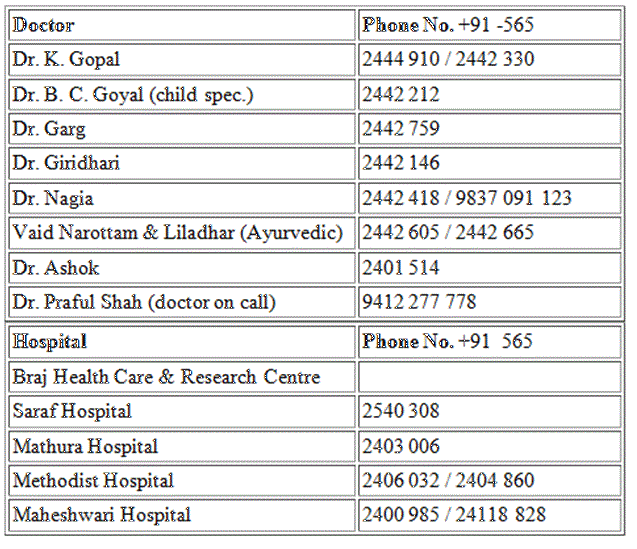 Doctor Phone No. +91 -565
Dr. K. Gopal 2444 910 / 2442 330
Dr. B. C. Goyal (child spec.) 2442 212
Dr. Garg 2442 759
Dr. Giridhari 2442 146
Dr. Nagia 2442 418 / 9837 091 123
Vaid Narottam & Liladhar (Ayurvedic) 2442 605 / 2442 665
Dr. Ashok 2401 514
Dr. Praful Shah (doctor on call) 9412 277 778
Hospital Phone No. +91 565
Braj Health Care & Research Centre
Saraf Hospital 2540 308
Mathura Hospital 2403 006
Methodist Hospital 2406 032 / 2404 860
Maheshwari Hospital 2400 985 / 24118 828